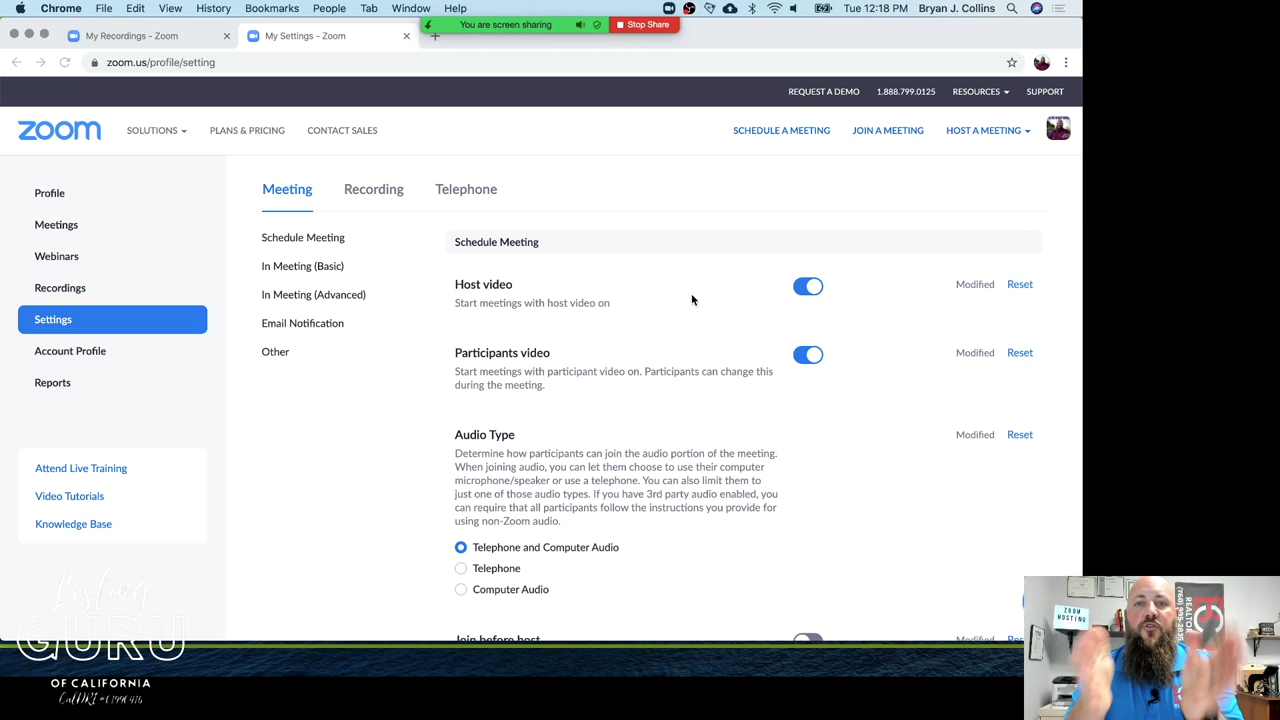 Chrome File Edit View History Bookmarks People Tab Window Help
Tue 12:18 PM Bryan J. Collins
You are screen sharing Stop Share
My Recordings - Zoom
My Settings - Zoom
zoom.us/profile/setting
REQUEST A DEMO 1.888.799.0125 RESOURCES SUPPORT
zoom SOLUTIONS PLANS & PRICING CONTACT SALES SCHEDULE A MEETING JOIN A MEETING HOST A MEETING
Profile
Meetings
Webinars
Recordings
Settings
Account Profile
Reports
Attend Live Training
Video Tutorials
Knowledge Base
Meeting Recording Telephone
Schedule Meeting
In Meeting (Basic)
In Meeting (Advanced)
Email Notification
Other
Schedule Meeting
Host video
Start meetings with host video on
Modified Reset
Participants video
Start meetings with participant video on. Participants can change this
during the meeting.
Modified Reset
Audio Type
Determine how participants can join the audio portion of the meeting.
When joining audio, you can let them choose to use their computer
microphone/speaker or use a telephone. You can also limit them to
just one of those audio types. If you have 3rd party audio enabled, you
can require that all participants follow the instructions you provide for
using non-Zoom audio.
Modified Reset
Telephone and Computer Audio
Telephone
Computer Audio
Join before host
Modified
Listing
GURU
OF CALIFORNIA
ZOOM
HOSTING
REALTOR